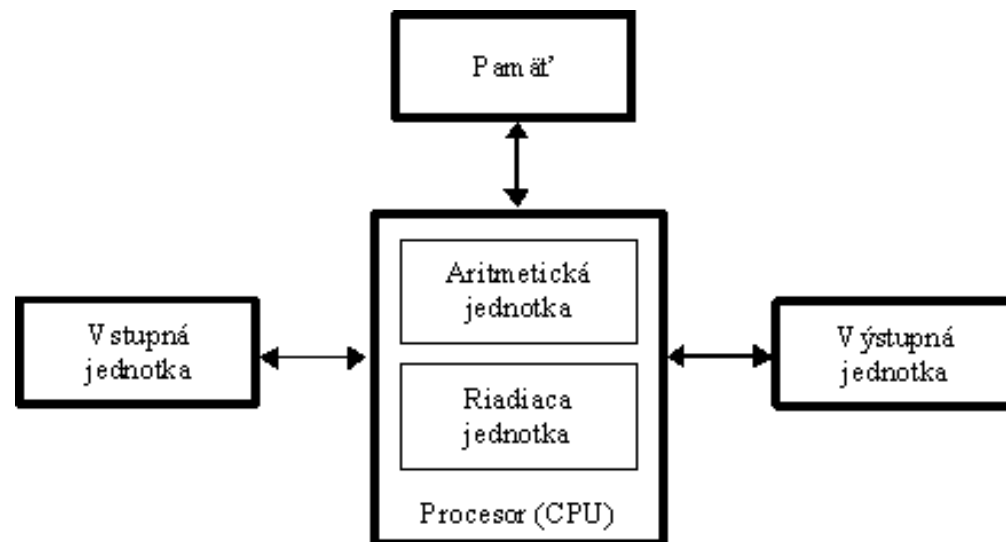 Pamäť
Aritmetická
jednotka
Vstupná
jednotka
Výstupná
jednotka
Riadiaca
jednotka
Procesor (CPU)